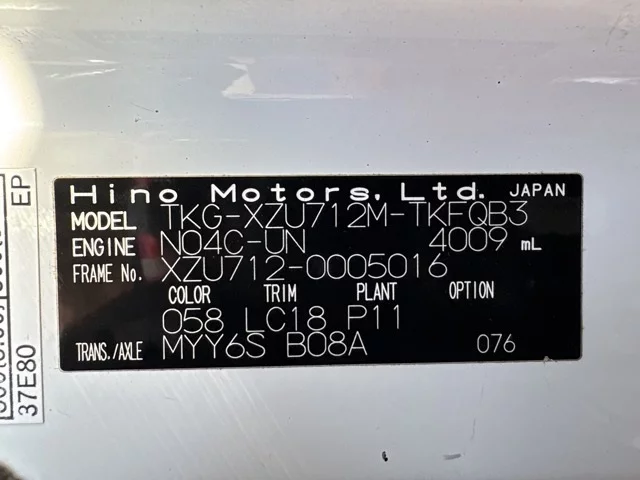 Hino Motors, Ltd. JAPAN
MODEL TKG-XZU712M-TKFQB3
ENGINE N04C-UN 4009 mL
FRAME No. XZU712-0005016
COLOR TRIM PLANT OPTION
058 LC18 P11
TRANS./AXLE MYY6S B08A 076
37E80 EP